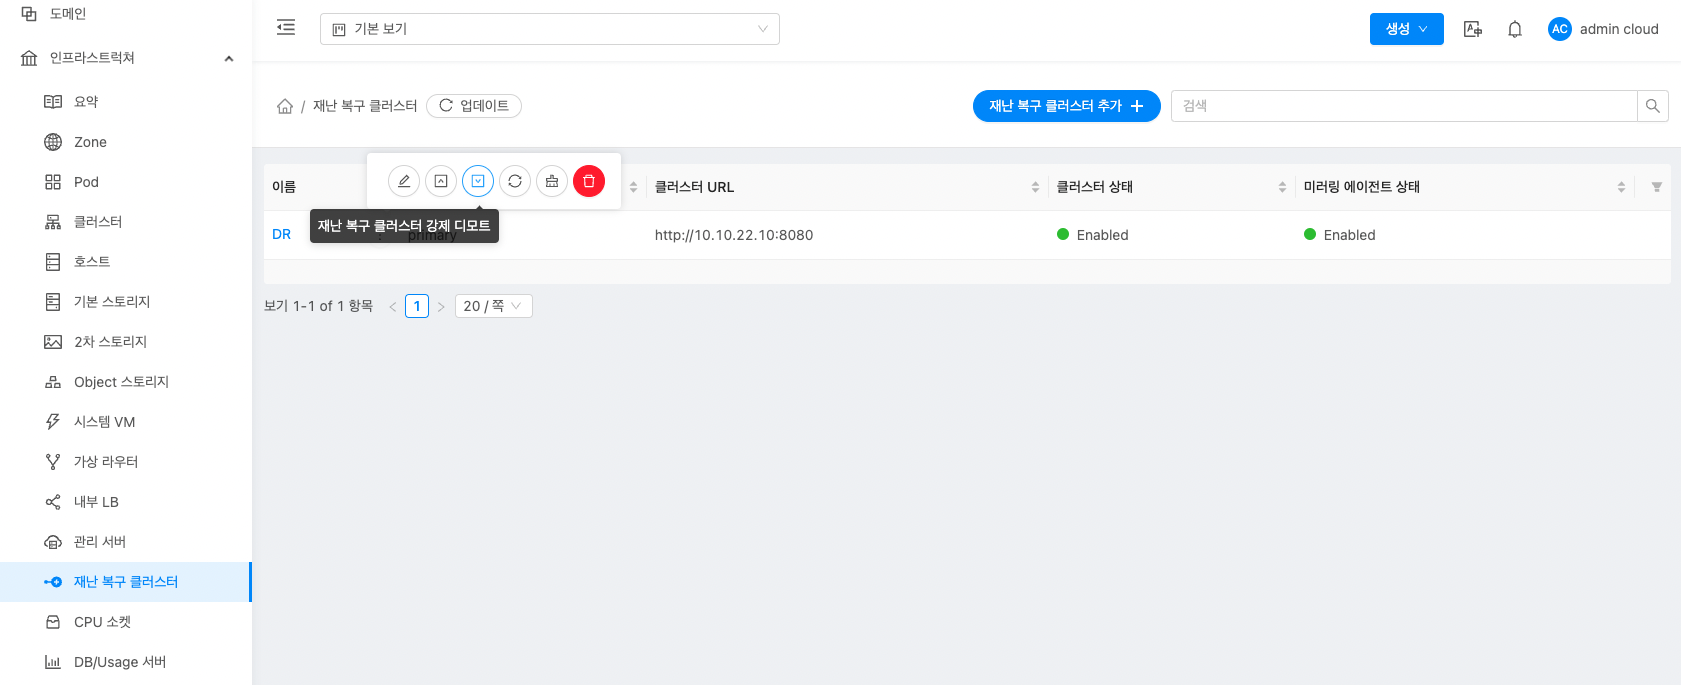 도메인
인프라스트럭쳐
요약
Zone
Pod
클러스터
호스트
기본 스토리지
2차 스토리지
Object 스토리지
시스템 VM
가상 라우터
내부 LB
관리 서버
재난 복구 클러스터
CPU 소켓
DB/Usage 서버
기본 보기
생성
AC admin cloud
/ 재난 복구 클러스터 업데이트
재난 복구 클러스터 추가 +
검색
이름 클러스터 URL 클러스터 상태 미러링 에이전트 상태
재난 복구 클러스터 강제 디모트
DR primary http://10.10.22.10:8080 Enabled Enabled
보기 1-1 of 1 항목 < 1 > 20 / 쪽